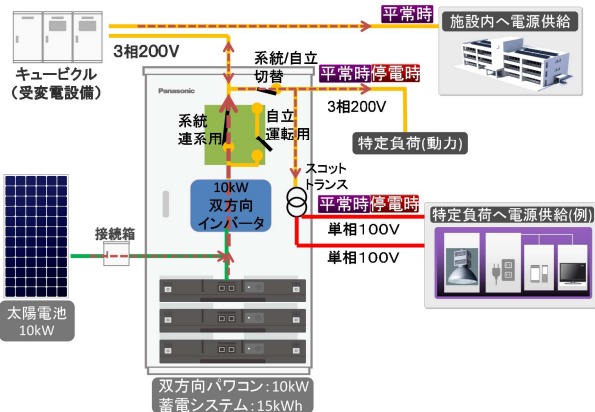 平常時
施設内へ電源供給
3相200V
キュービクル
(受変電設備)
Panasonic
系統/自立
切替
平常時 停電時
3相200V
特定負荷(動力)
系統
連系用
自立
運転用
スコット
トランス
10kW
双方向
インバータ
平常時 停電時
単相100V
単相100V
特定負荷へ電源供給(例)
接続箱
太陽電池
10kW
双方向パワコン:10kW
蓄電システム:15kWh